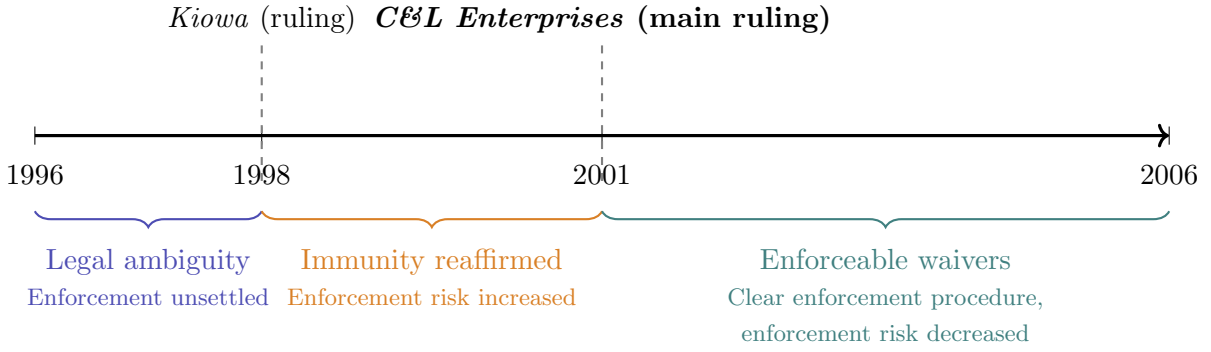 Kiowa (ruling) C&L Enterprises (main ruling)
1996 1998 2001 2006
Legal ambiguity Immunity reaffirmed Enforceable waivers
Enforcement unsettled Enforcement risk increased Clear enforcement procedure,
enforcement risk decreased